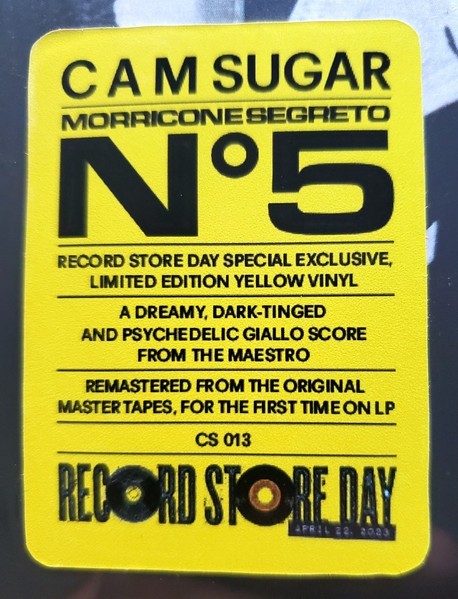 CAM SUGAR
MORRICONE SEGRETO
N°5
RECORD STORE DAY SPECIAL EXCLUSIVE,
LIMITED EDITION YELLOW VINYL
A DREAMY, DARK-TINGED
AND PSYCHEDELIC GIALLO SCORE
FROM THE MAESTRO
REMASTERED FROM THE ORIGINAL
MASTER TAPES, FOR THE FIRST TIME ON LP
CS 013
RECORD STORE DAY
APRIL 22, 2023